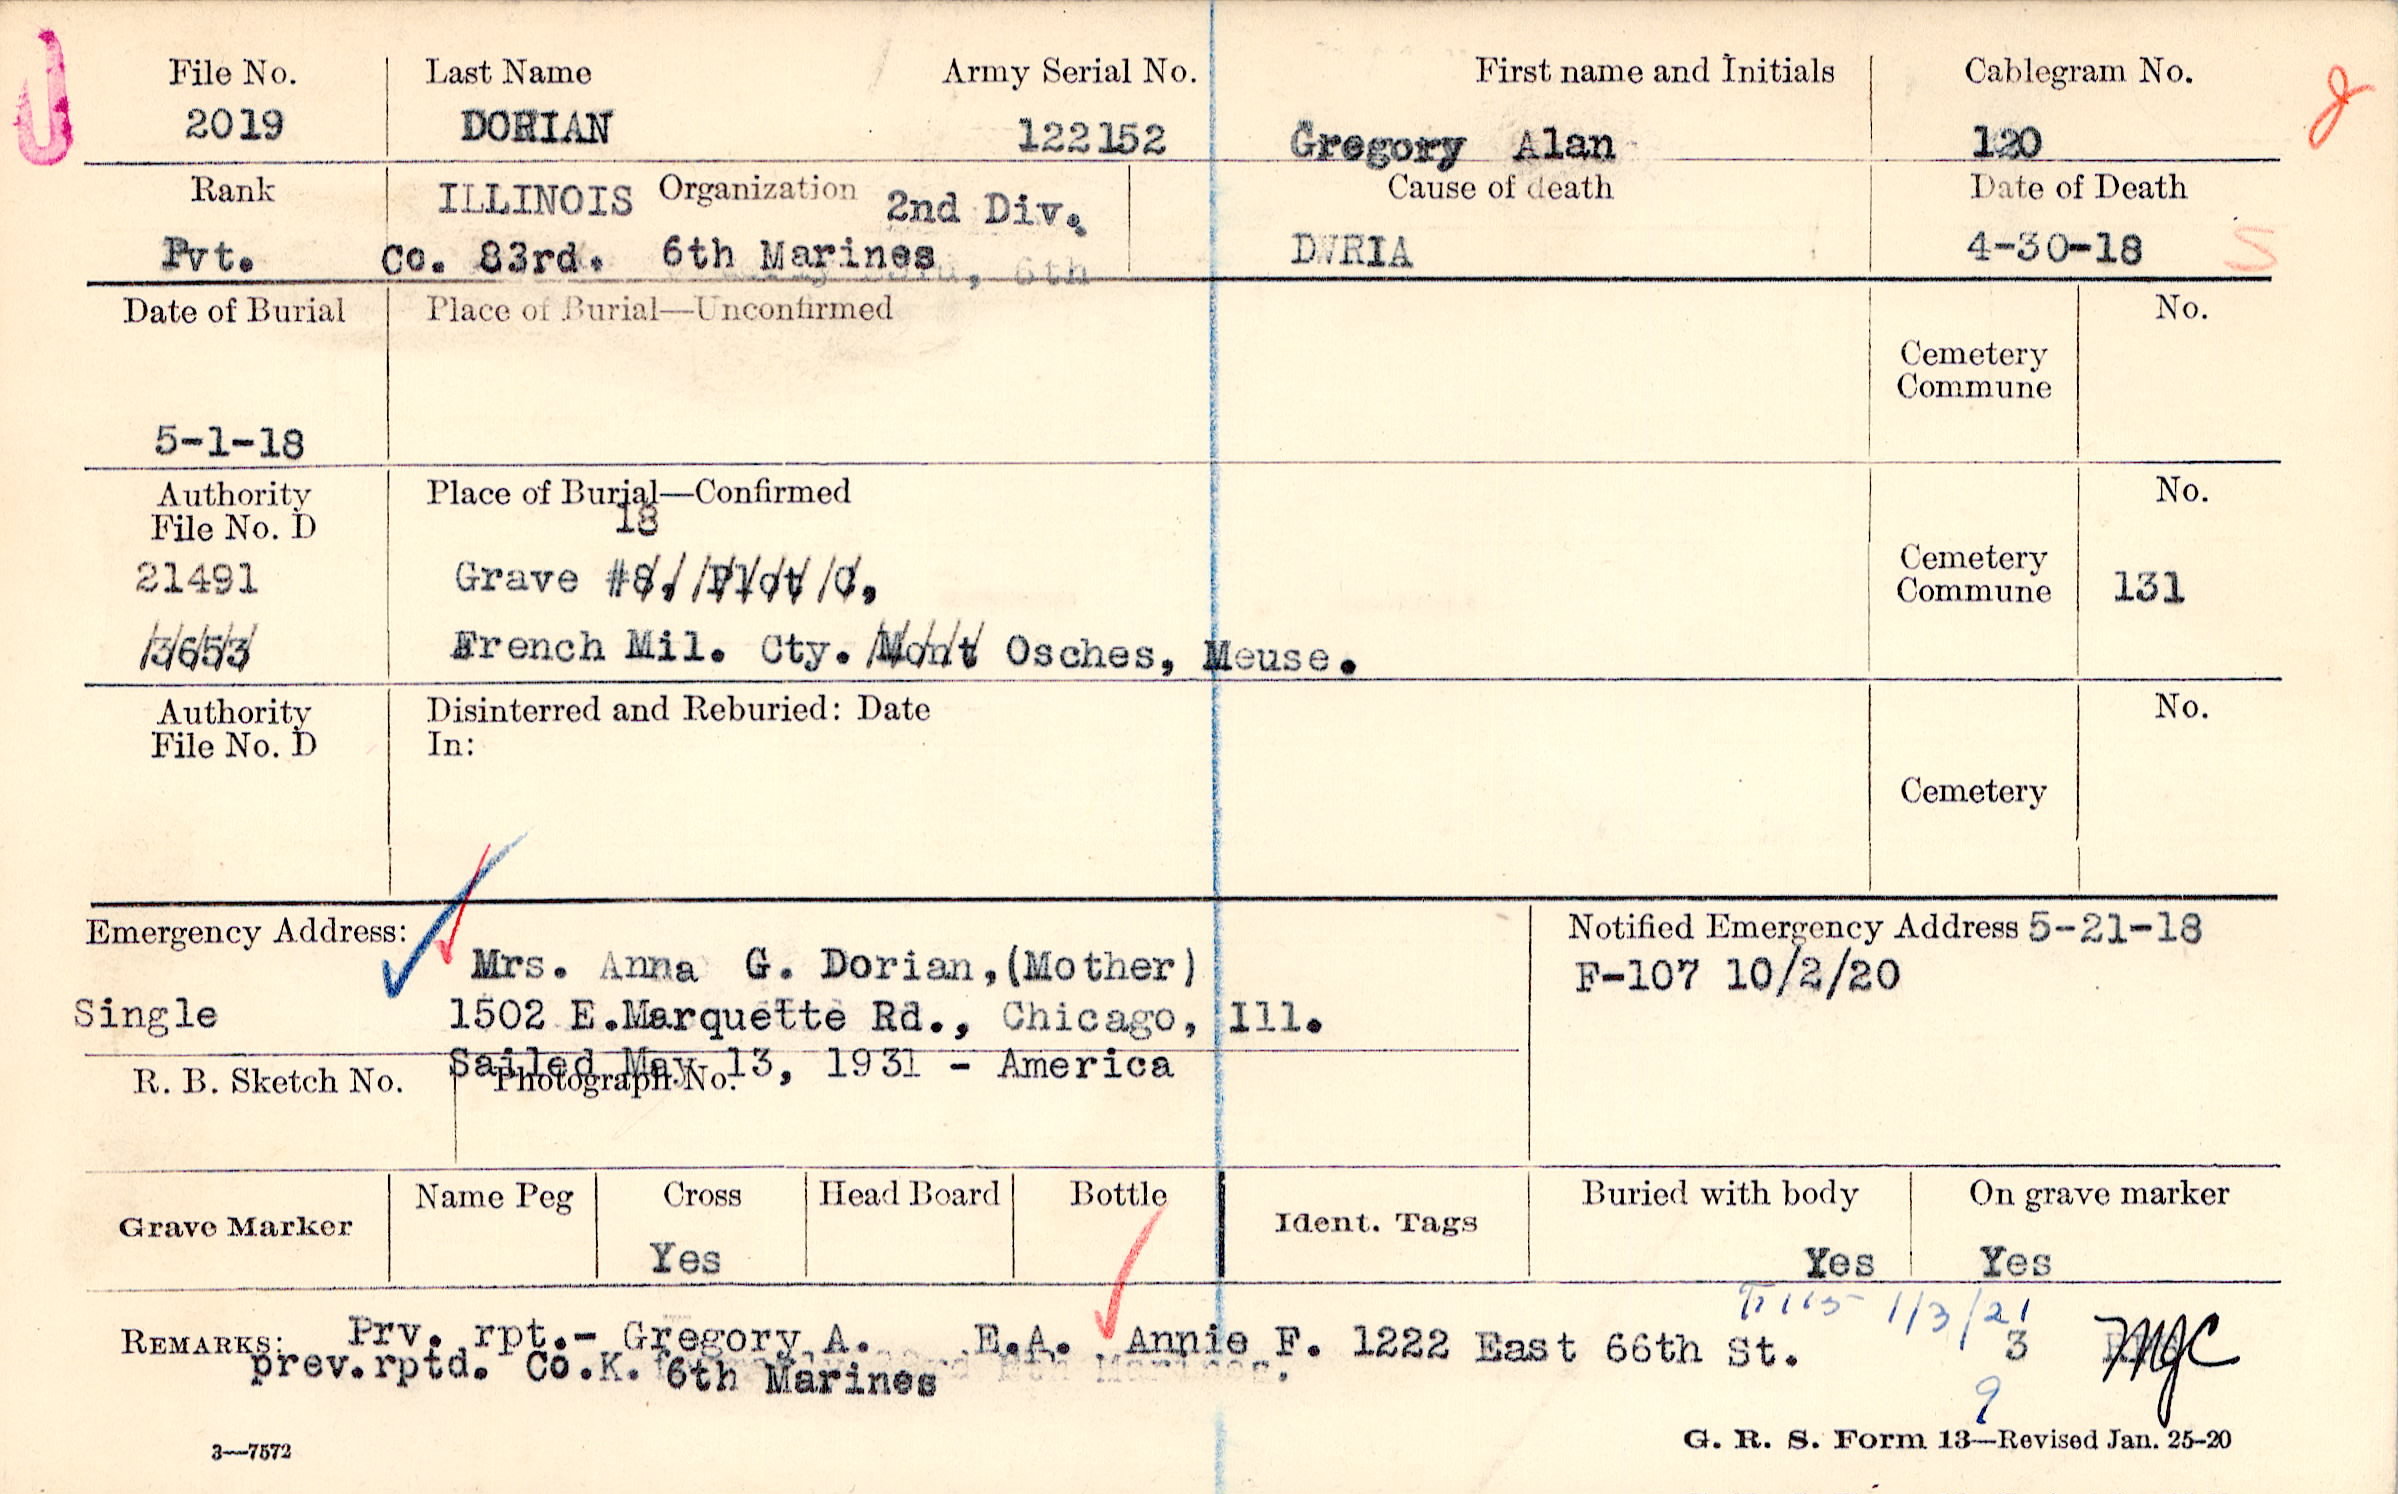 File No. Last Name Army Serial No. First name and Initials Cablegram No.
2019 DORIAN 122152 Gregory Alan 120
Rank ILLINOIS Organization 2nd Div. Cause of death Date of Death
Pvt. Co. 83rd. 6th Marines DWRIA 4-30-18 S
Date of Burial Place of Burial—Unconfirmed No.
Cemetery
Commune
5-1-18
Authority Place of Burial—Confirmed No.
File No. D 18
21491 Grave #8. Plot C, Cemetery
Commune 131
3653 French Mil. Cty. Mont Osches, Meuse.
Authority Disinterred and Reburied: Date No.
File No. D In:
Cemetery
Emergency Address: Notified Emergency Address 5-21-18
Mrs. Anna G. Dorian, (Mother) F-107 10/2/20
Single 1502 E.Marquette Rd., Chicago, Ill.
Sailed May 13, 1931 - America
R. B. Sketch No. Photograph No.
Grave Marker Name Peg Cross Head Board Bottle Ident. Tags Buried with body On grave marker
Yes Yes Yes
1/3/21
REMARKS: Prv. rpt.- Gregory A. E.A. Annie F. 1222 East 66th St. 3 MJC
prev.rptd. Co.K. 6th Marines
9
3—7572 G. R. S. Form 13—Revised Jan. 25-20